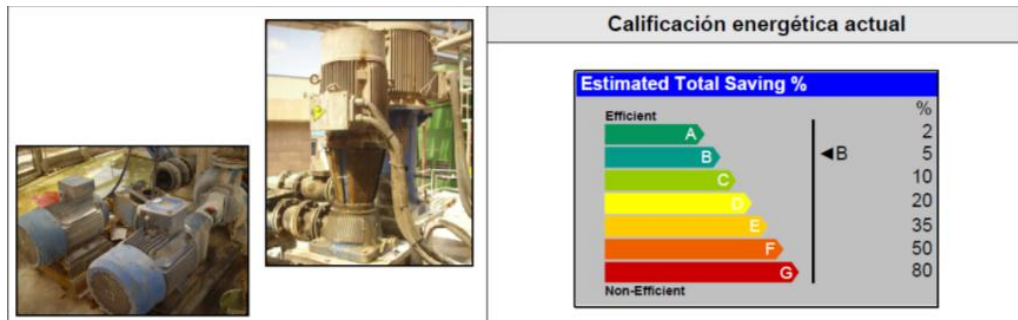 Calificación energética actual
Estimated Total Saving %
%
Efficient
A 2
B ◄B 5
C 10
D 20
E 35
F 50
G 80
Non-Efficient